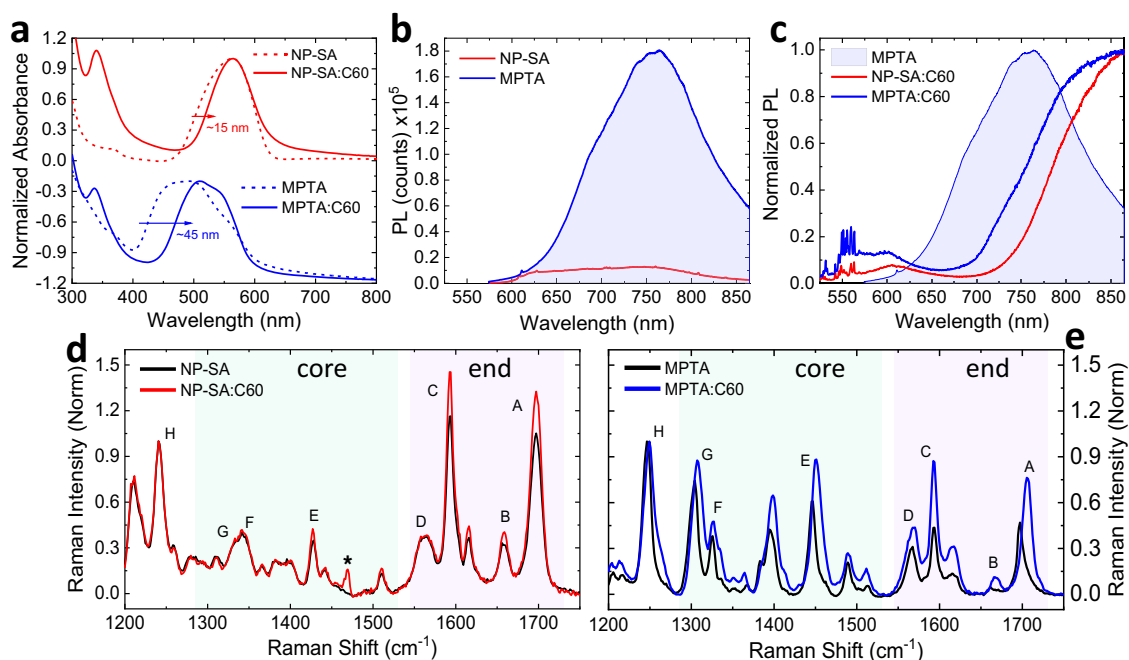 a
Normalized Absorbance
1.2
0.9
0.6
0.3
0.0
-0.3
-0.6
-0.9
-1.2
NP-SA
NP-SA:C60
~15 nm
MPTA
MPTA:C60
~45 nm
300 400 500 600 700 800
Wavelength (nm)
b
PL (counts) x10⁵
1.8
1.6
1.4
1.2
1.0
0.8
0.6
0.4
0.2
0.0
NP-SA
MPTA
550 600 650 700 750 800 850
Wavelength (nm)
c
Normalized PL
1.0
0.8
0.6
0.4
0.2
0.0
MPTA
NP-SA:C60
MPTA:C60
550 600 650 700 750 800 850
Wavelength (nm)
d
Raman Intensity (Norm)
1.5
1.2
0.9
0.6
0.3
0.0
NP-SA
NP-SA:C60
core
end
H
G
F
E
*
D
C
B
A
1200 1300 1400 1500 1600 1700
Raman Shift (cm⁻¹)
e
MPTA
MPTA:C60
core
end
H
G
F
E
D
C
B
A
1.5
1.2
0.9
0.6
0.3
0.0
Raman Intensity (Norm)
1200 1300 1400 1500 1600 1700
Raman Shift (cm⁻¹)